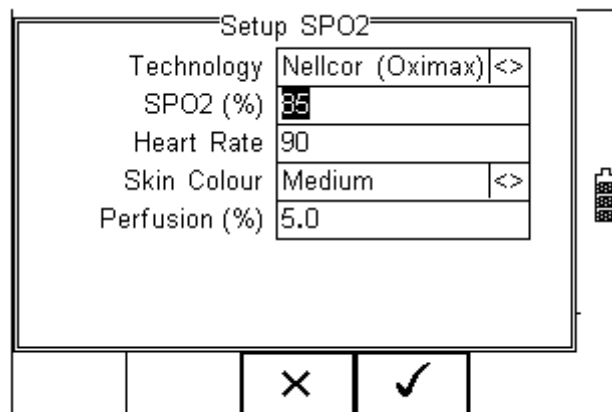 Setup SPO2
Technology Nellcor (Oximax) <>
SPO2 (%) 85
Heart Rate 90
Skin Colour Medium <>
Perfusion (%) 5.0